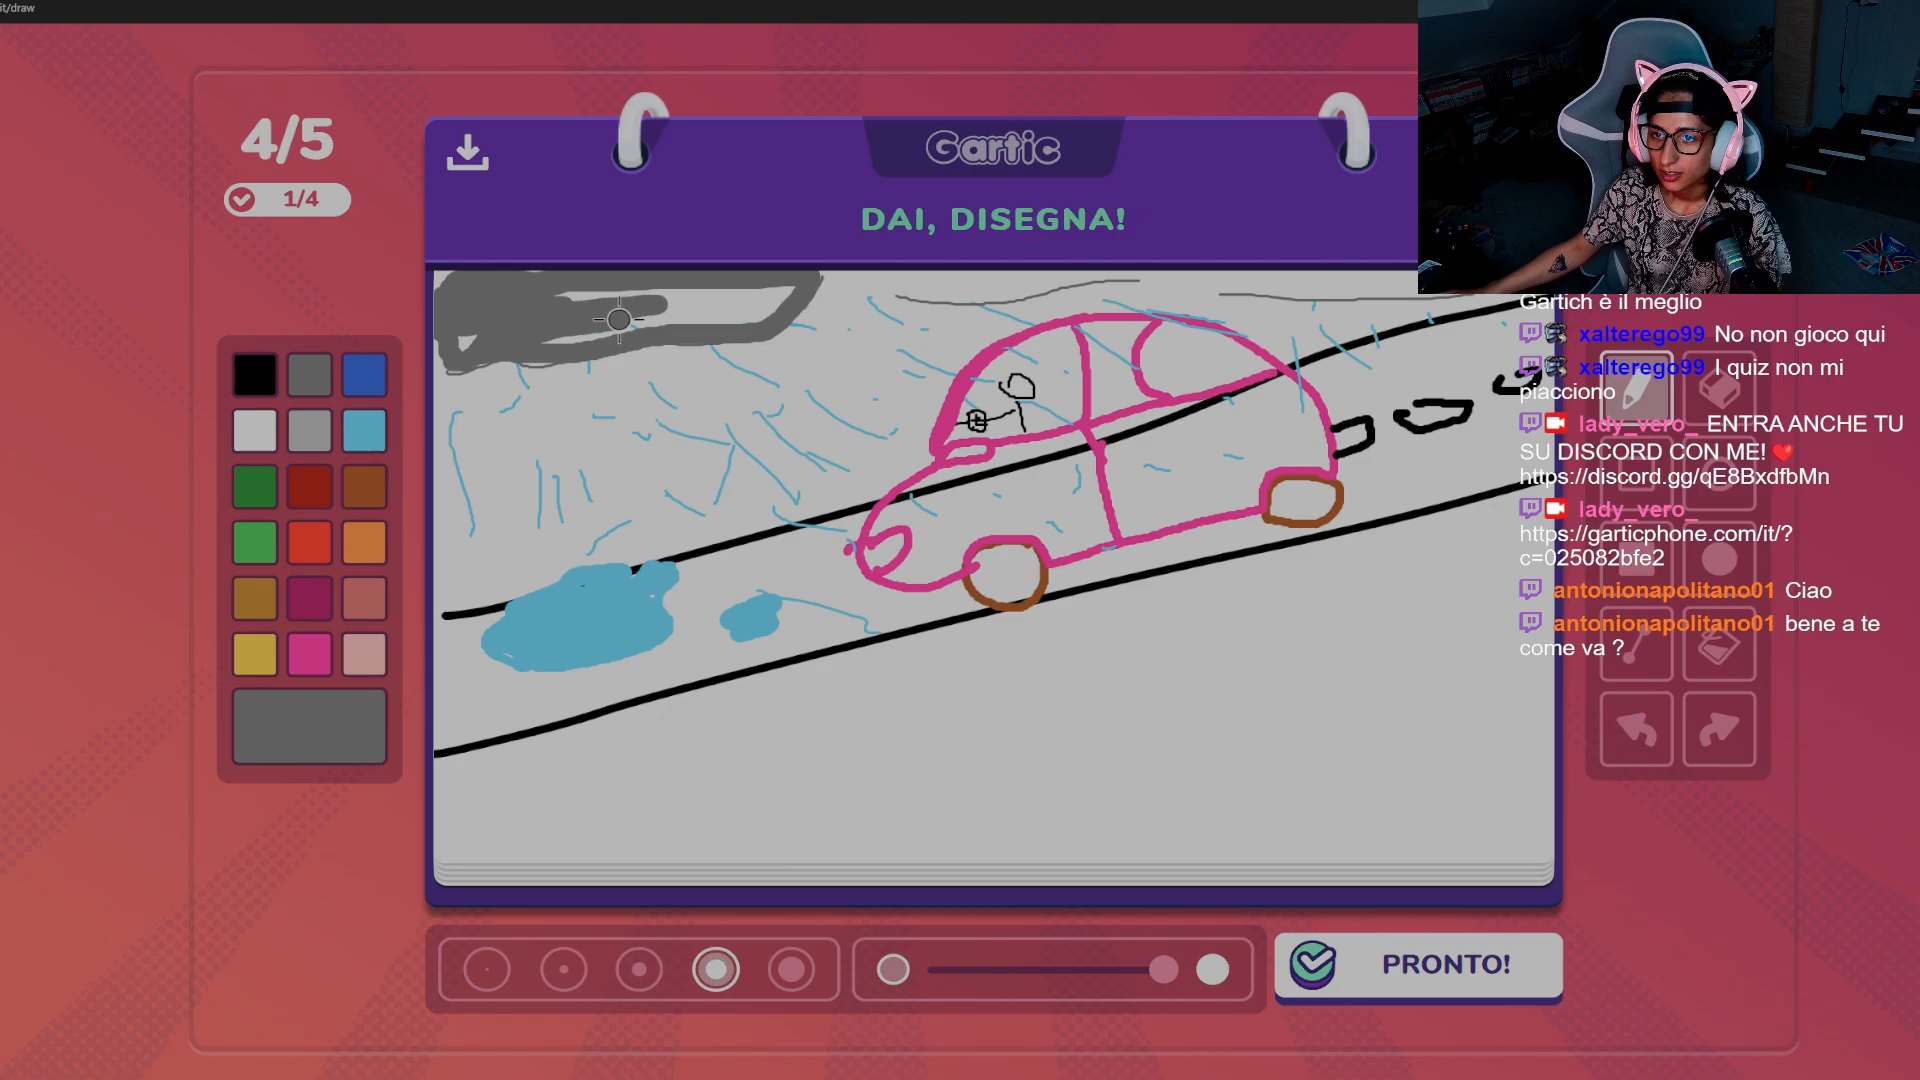 it/draw
4/5
1/4
Gartic
DAI, DISEGNA!
Gartich è il meglio
xalterego99 No non gioco qui
xalterego99 I quiz non mi
piacciono
lady_vero_ ENTRA ANCHE TU
SU DISCORD CON ME! ❤️
https://discord.gg/qE8BxdfbMn
lady_vero_
https://garticphone.com/it/?
c=025082bfe2
antonionapolitano01 Ciao
antonionapolitano01 bene a te
come va ?
PRONTO!